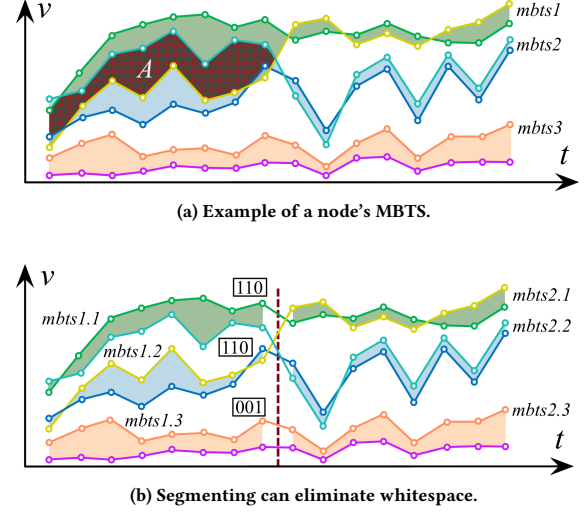 v
mbts1
mbts2
A
mbts3
t
(a) Example of a node's MBTS.
v
110
mbts2.1
mbts1.1
mbts2.2
110
mbts1.2
001
mbts1.3
mbts2.3
t
(b) Segmenting can eliminate whitespace.